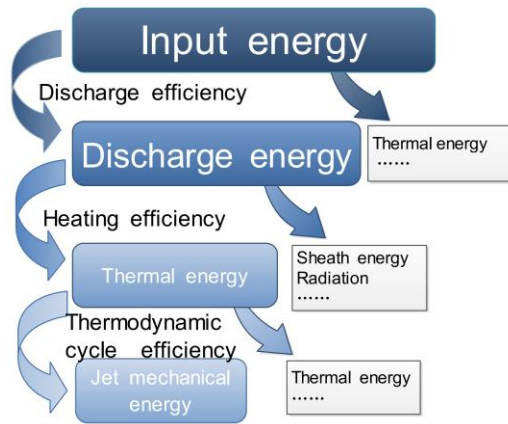 Input energy
Discharge efficiency
Thermal energy
......
Discharge energy
Heating efficiency
Sheath energy
Radiation
......
Thermal energy
Thermodynamic
cycle efficiency
Thermal energy
......
Jet mechanical
energy